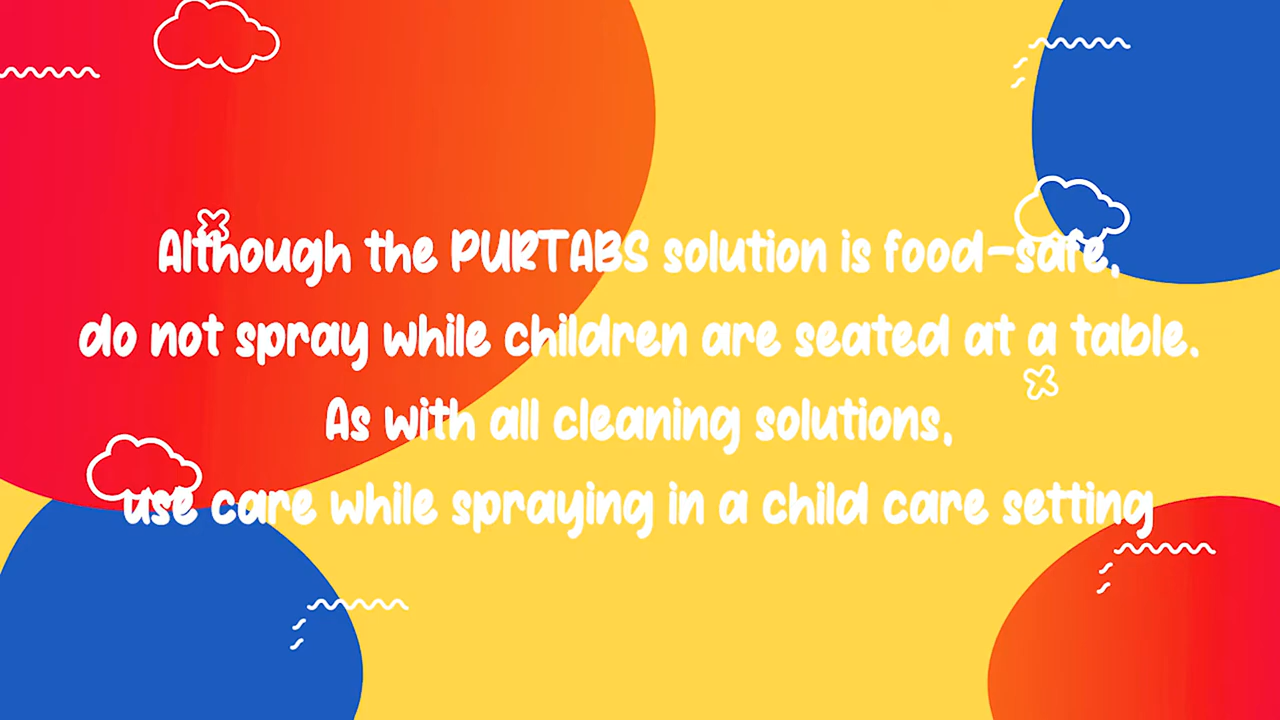 Although the PURTABS solution is food-safe,
do not spray while children are seated at a table.
As with all cleaning solutions,
use care while spraying in a child care setting